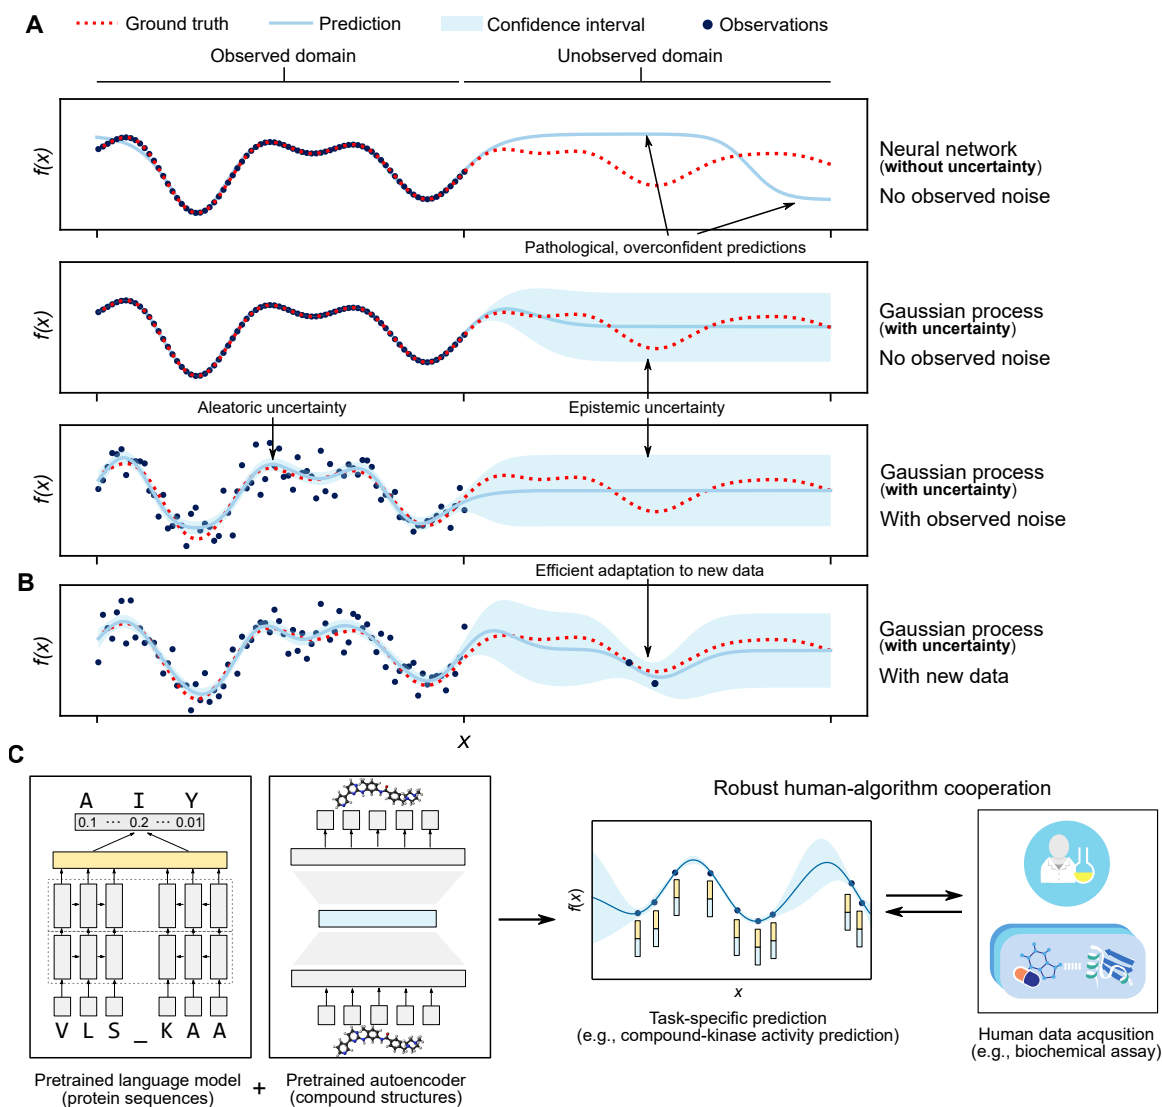 A
Ground truth
Prediction
Confidence interval
Observations
Observed domain
Unobserved domain
f(x)
Neural network
(without uncertainty)
No observed noise
Pathological, overconfident predictions
f(x)
Gaussian process
(with uncertainty)
No observed noise
Aleatoric uncertainty
Epistemic uncertainty
f(x)
Gaussian process
(with uncertainty)
With observed noise
B
Efficient adaptation to new data
f(x)
Gaussian process
(with uncertainty)
With new data
x
C
A I Y
0.1 ··· 0.2 ··· 0.01
V L S _ K A A
Pretrained language model
(protein sequences)
+
Pretrained autoencoder
(compound structures)
Robust human-algorithm cooperation
f(x)
x
Task-specific prediction
(e.g., compound-kinase activity prediction)
Human data acqusition
(e.g., biochemical assay)